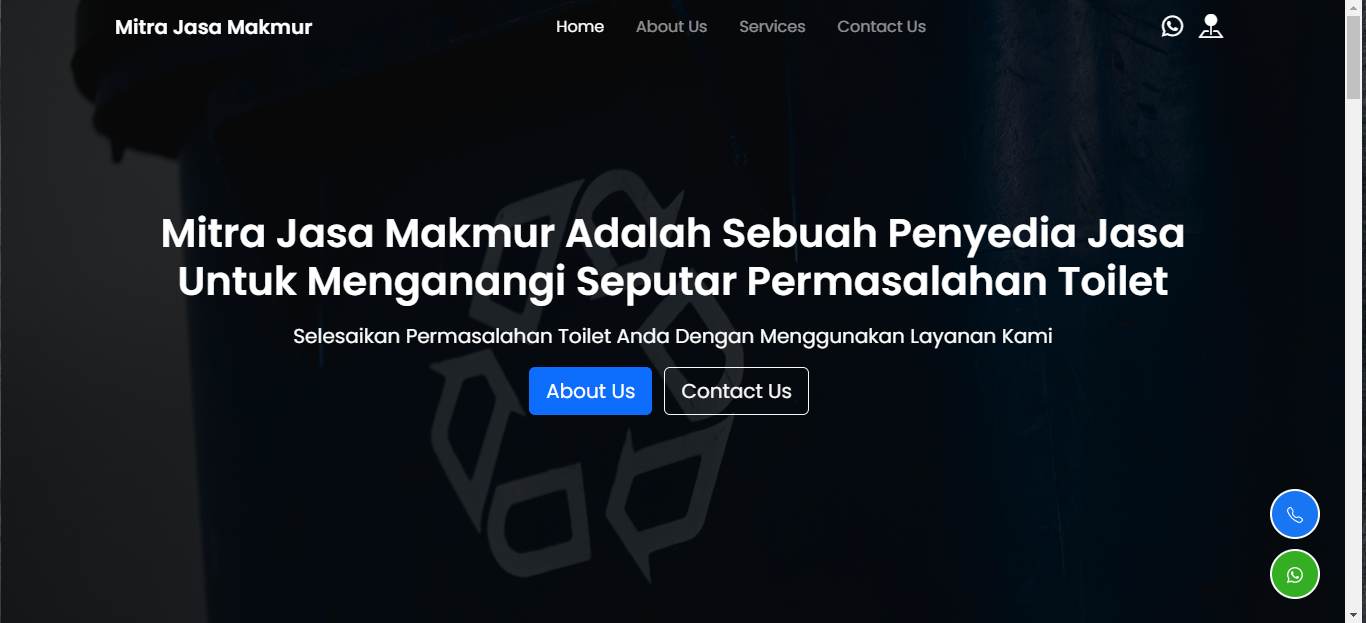 Mitra Jasa Makmur
Home
About Us
Services
Contact Us
Mitra Jasa Makmur Adalah Sebuah Penyedia Jasa
Untuk Menganangi Seputar Permasalahan Toilet
Selesaikan Permasalahan Toilet Anda Dengan Menggunakan Layanan Kami
About Us
Contact Us